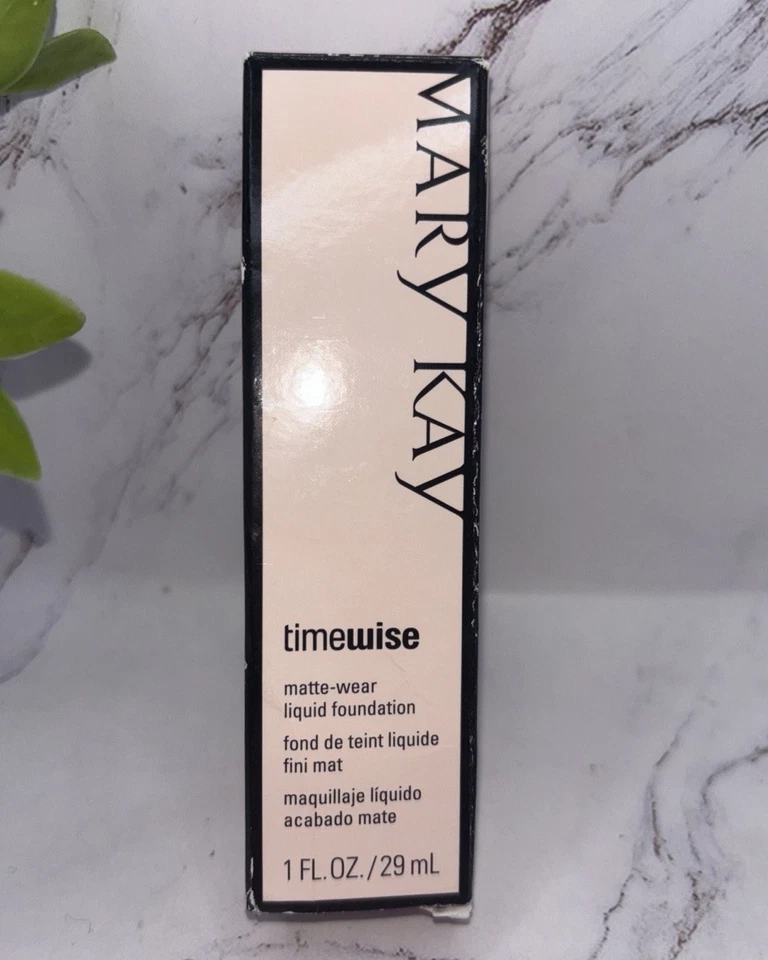 MARY KAY
timewise
matte-wear
liquid foundation
fond de teint liquide
fini mat
maquillaje líquido
acabado mate
1 FL.OZ./29 mL